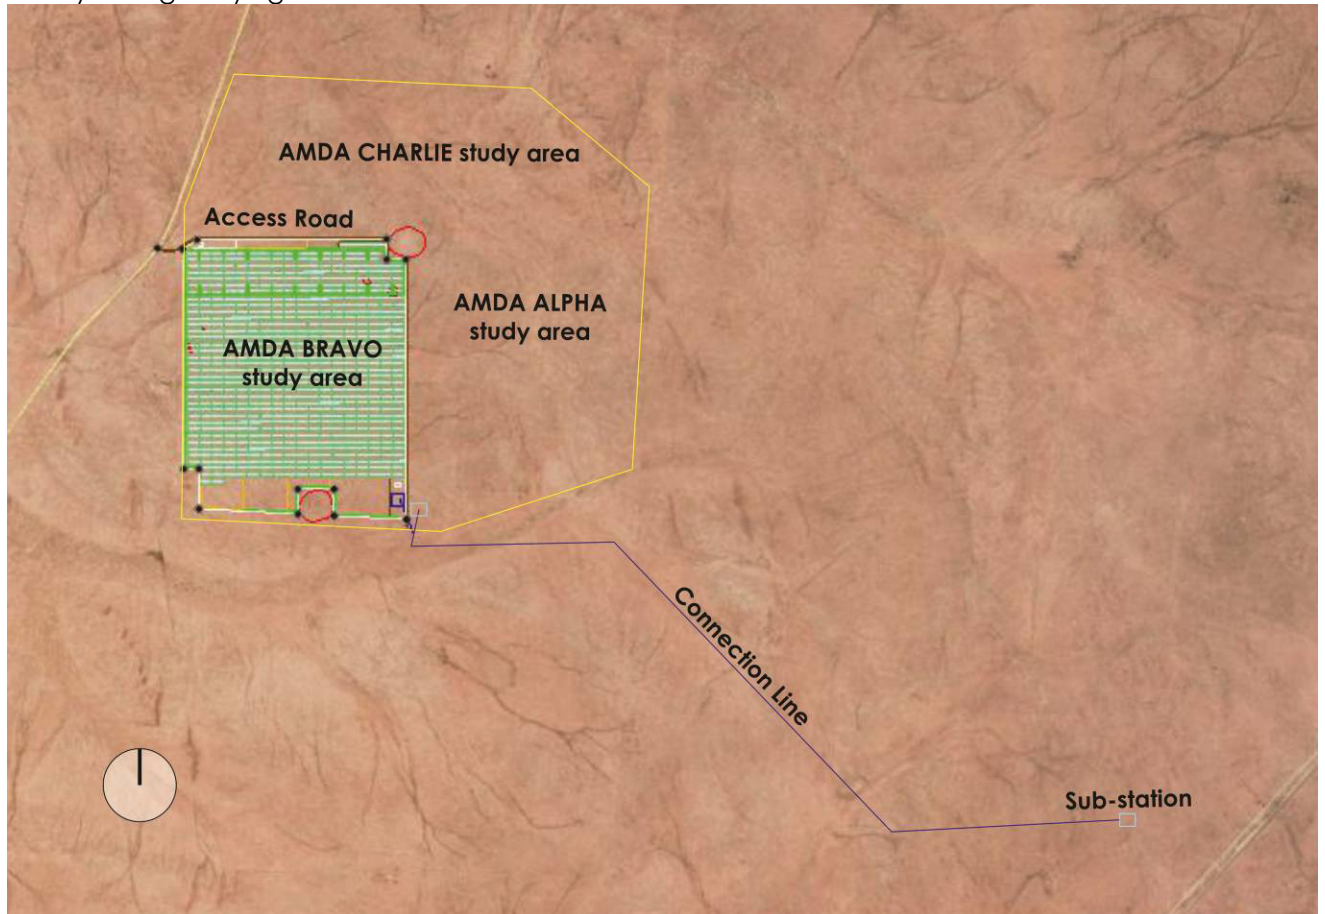 AMDA CHARLIE study area
Access Road
AMDA ALPHA
study area
AMDA BRAVO
study area
Connection Line
Sub-station